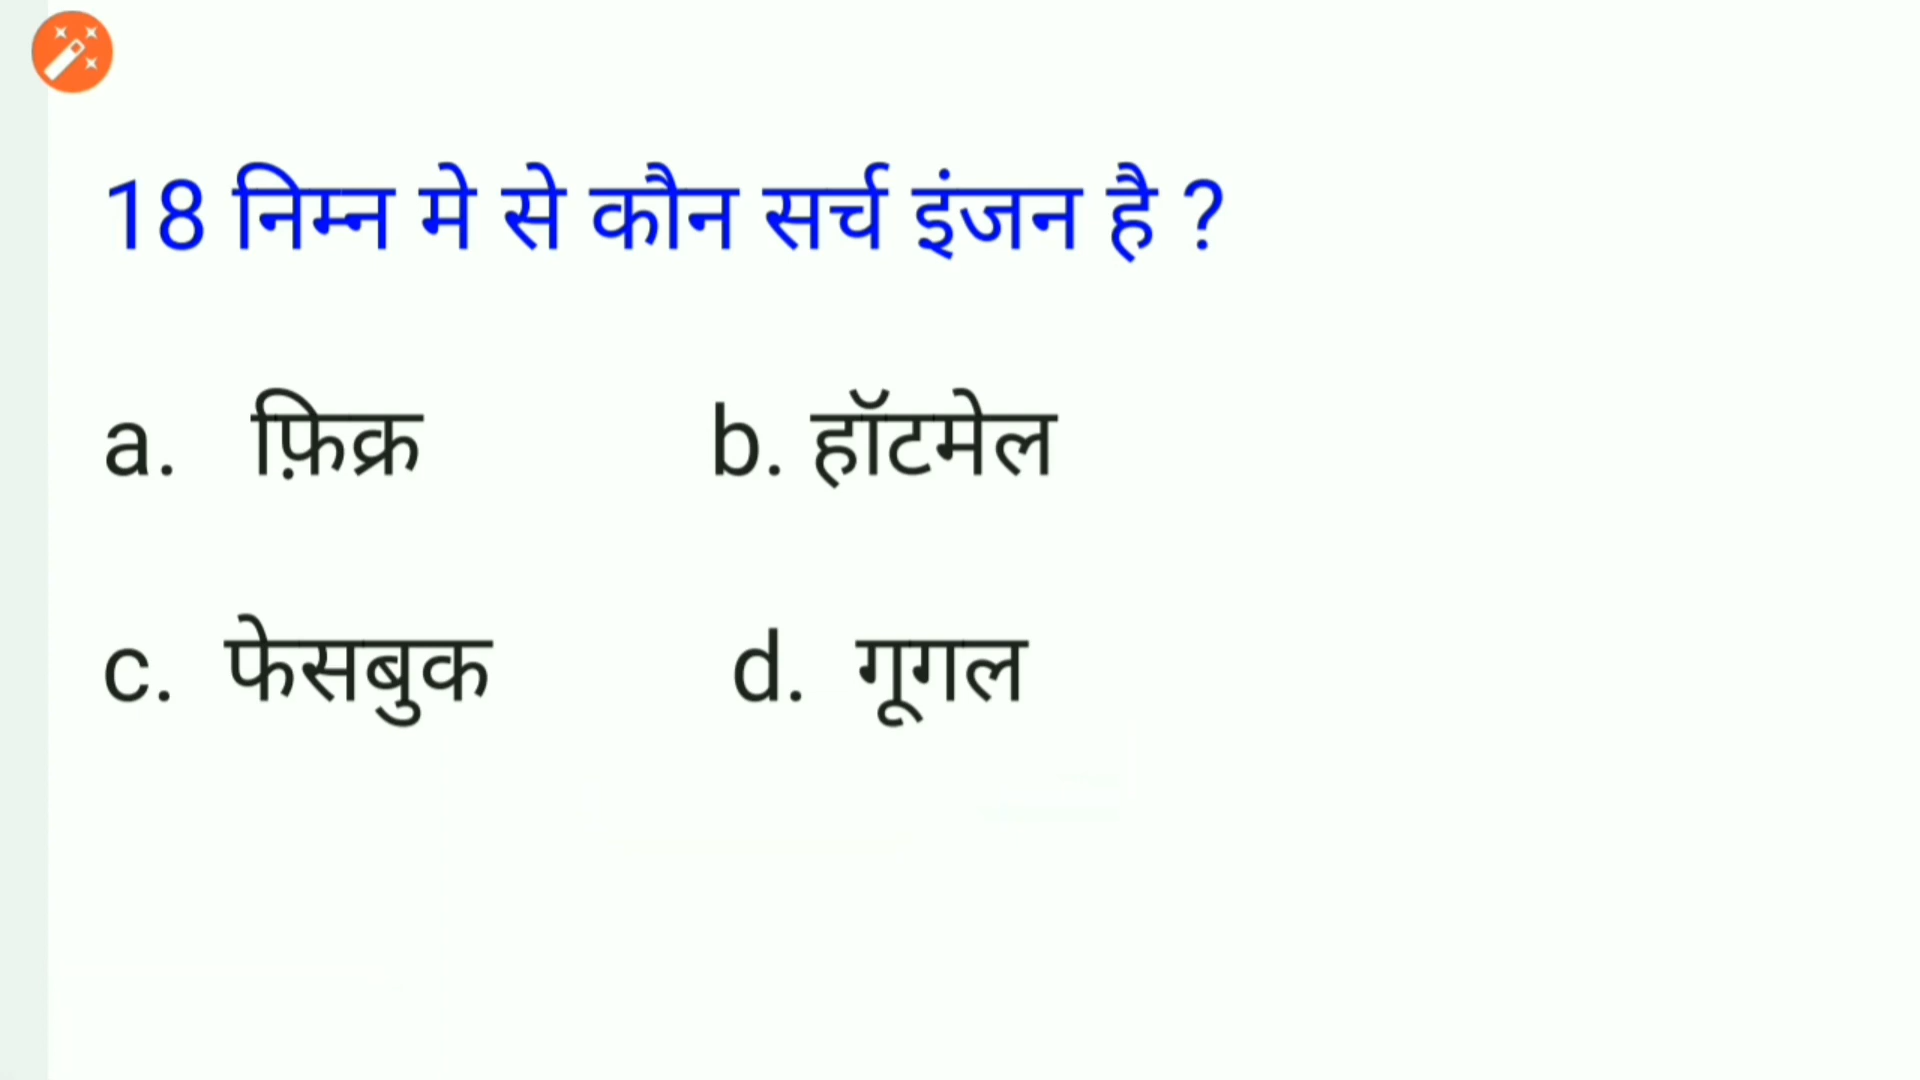 18 निम्न मे से कौन सर्च इंजन है ?
a. फ़िक्र b. हॉटमेल
c. फेसबुक d. गूगल